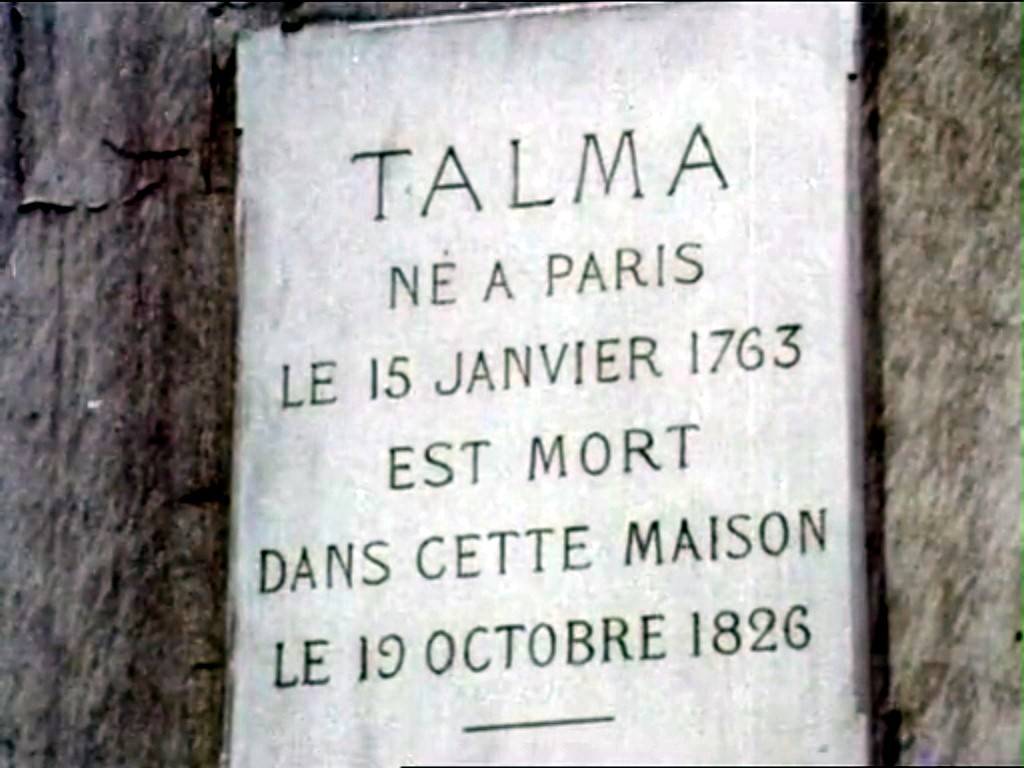 TALMA
NÉ A PARIS
LE 15 JANVIER 1763
EST MORT
DANS CETTE MAISON
LE 19 OCTOBRE 1826